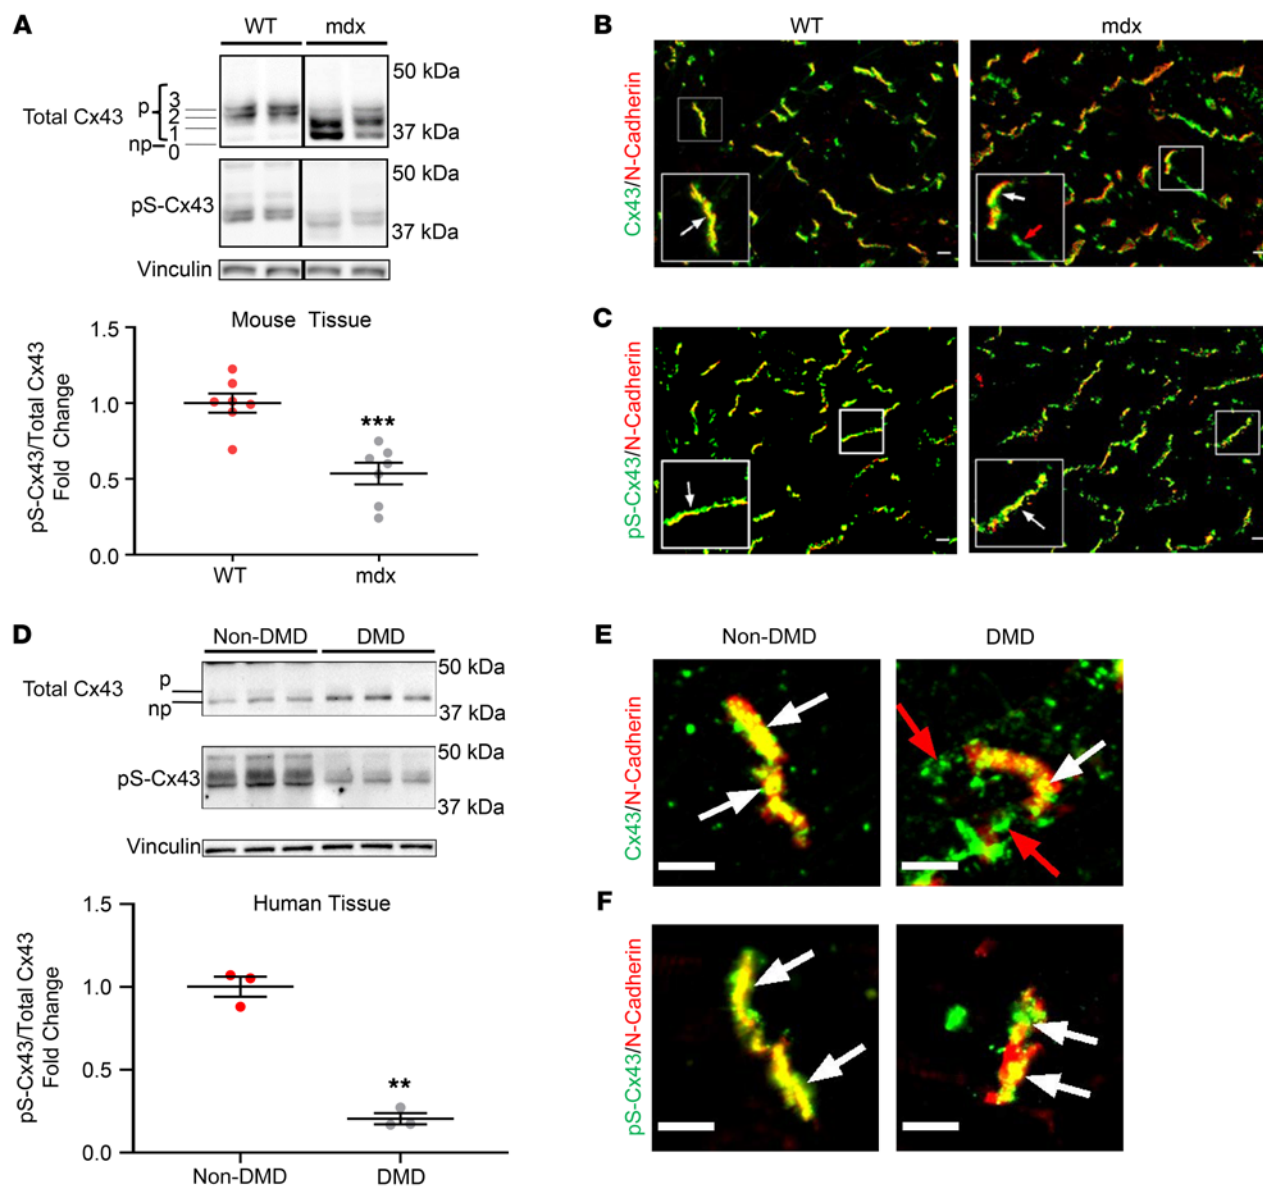 A
WT mdx
Total Cx43
p 3
2
1
np 0
50 kDa
37 kDa
pS-Cx43
50 kDa
37 kDa
Vinculin
Mouse Tissue
pS-Cx43/Total Cx43
Fold Change
1.5
1.0
0.5
0.0
***
WT mdx
B
WT mdx
Cx43/N-Cadherin
C
pS-Cx43/N-Cadherin
D
Non-DMD DMD
Total Cx43
p
np
50 kDa
37 kDa
pS-Cx43
50 kDa
37 kDa
Vinculin
Human Tissue
pS-Cx43/Total Cx43
Fold Change
1.5
1.0
0.5
0.0
**
Non-DMD DMD
E
Non-DMD DMD
Cx43/N-Cadherin
F
pS-Cx43/N-Cadherin